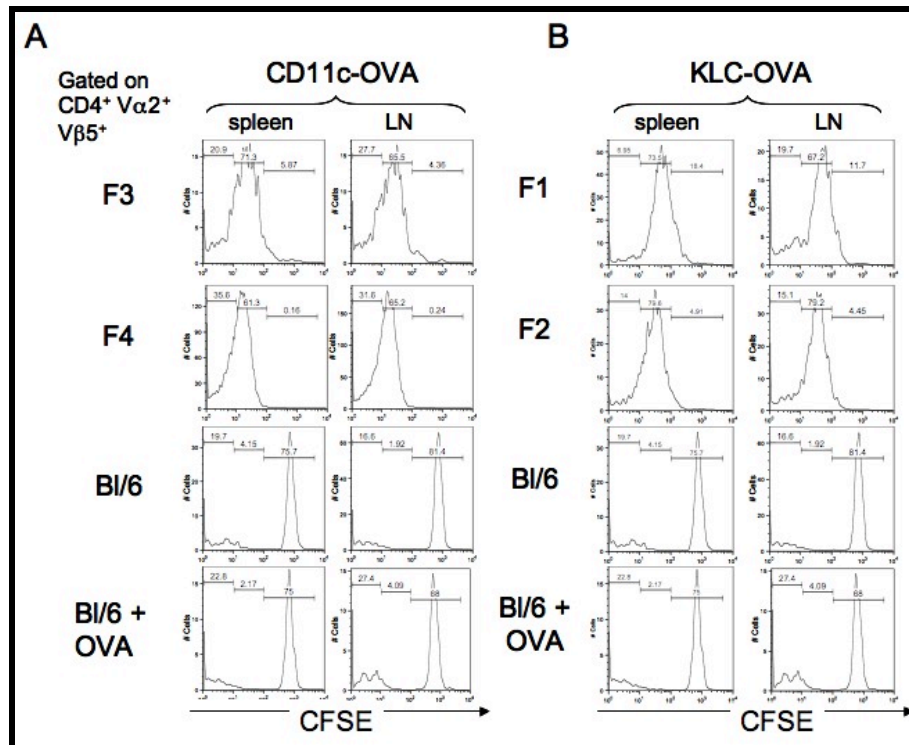 A
B
Gated on
CD4+ Vα2+
Vβ5+
CD11c-OVA
KLC-OVA
spleen
LN
spleen
LN
F3
20.9
71.3
5.87
27.7
65.5
4.36
F1
73.5
18.4
19.7
67.2
11.7
F4
35.6
61.3
0.16
31.6
65.2
0.24
F2
14
79.6
4.91
15.1
79.2
4.45
Bl/6
19.7
4.15
75.7
16.6
1.92
81.4
Bl/6
19.7
4.15
75.7
16.6
1.92
81.4
Bl/6 +
OVA
22.8
2.17
75
27.4
4.09
68
Bl/6 +
OVA
22.8
2.17
75
27.4
4.09
68
# Cells
CFSE
CFSE